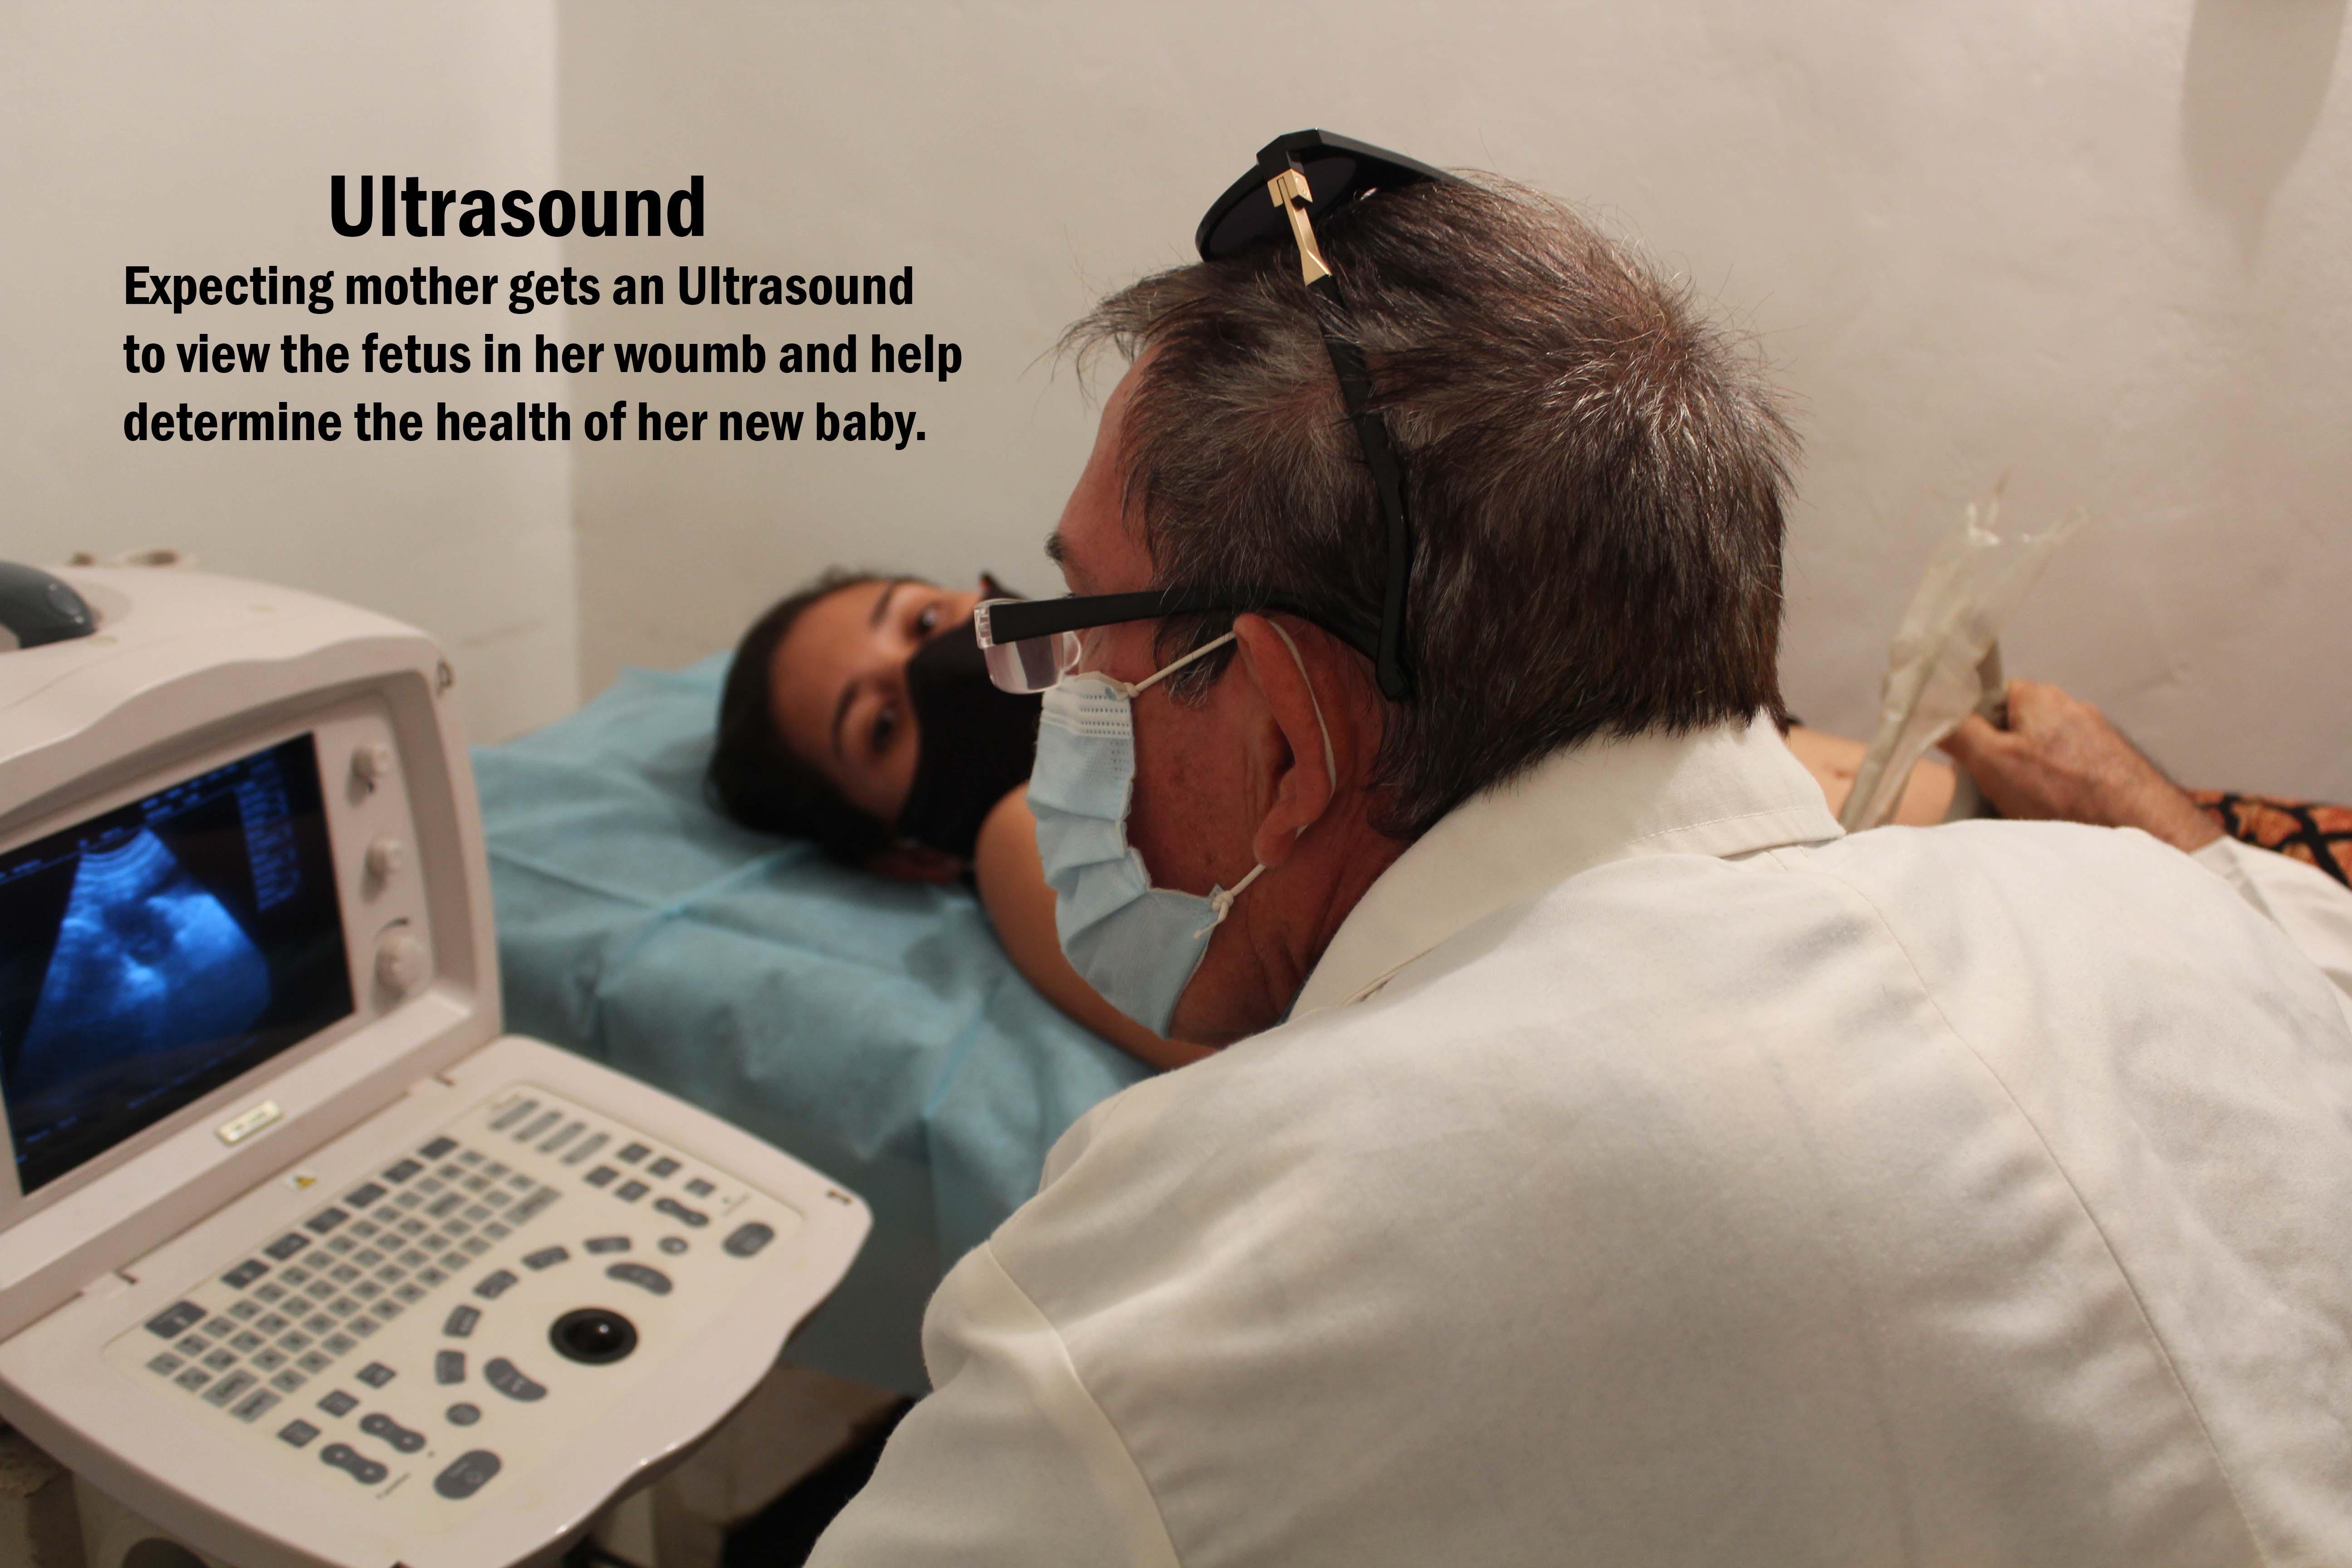 Ultrasound
Expecting mother gets an Ultrasound
to view the fetus in her woumb and help
determine the health of her new baby.